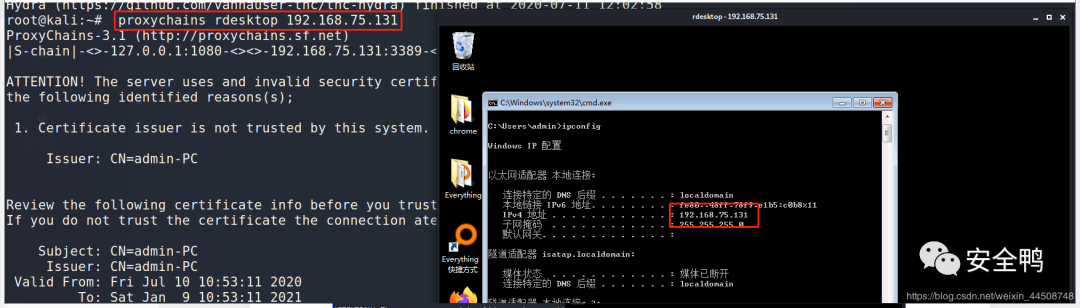 Hydra (https://github.com/vanhauser-thc/thc-hydra) finished at 2020-07-11 12:02:58
root@kali:~# proxychains rdesktop 192.168.75.131
ProxyChains-3.1 (http://proxychains.sf.net)
|S-chain|-<>-127.0.0.1:1080-<><>-192.168.75.131:3389-<
ATTENTION! The server uses and invalid security certif
the following identified reasons(s);
1. Certificate issuer is not trusted by this system.
Issuer: CN=admin-PC
Review the following certificate info before you trust
If you do not trust the certificate the connection ate
Subject: CN=admin-PC
Issuer: CN=admin-PC
Valid From: Fri Jul 10 10:53:11 2020
To: Sat Jan  9 10:53:11 2021
rdesktop - 192.168.75.131
回收站
chrome
Everything
Everything
快捷方式
C:\Windows\system32\cmd.exe
C:\Users\admin>ipconfig
Windows IP 配置
以太网适配器 本地连接:
连接特定的 DNS 后缀 . . . . . . . : localdomain
本地链接 IPv6 地址. . . . . . . . :
IPv4 地址 . . . . . . . . . . . . : 192.168.75.131
子网掩码 . . . . . . . . . . . . : 255.255.255.0
默认网关. . . . . . . . . . . . . :
隧道适配器 isatap.localdomain:
媒体状态 . . . . . . . . . . . . : 媒体已断开
连接特定的 DNS 后缀 . . . . . . . : localdomain
安全鸭
https://blog.csdn.net/weixin_44508748